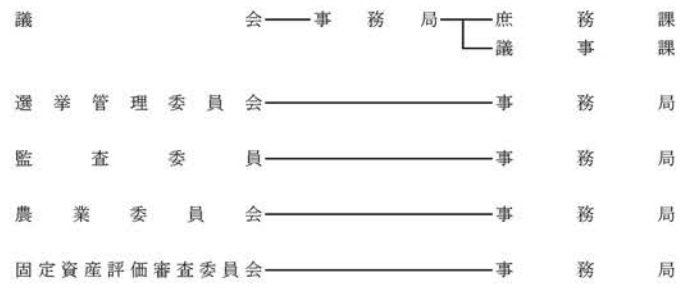 議会 事務局 庶務課
議事課
選挙管理委員会 事務局
監査委員 事務局
農業委員会 事務局
固定資産評価審査委員会 事務局